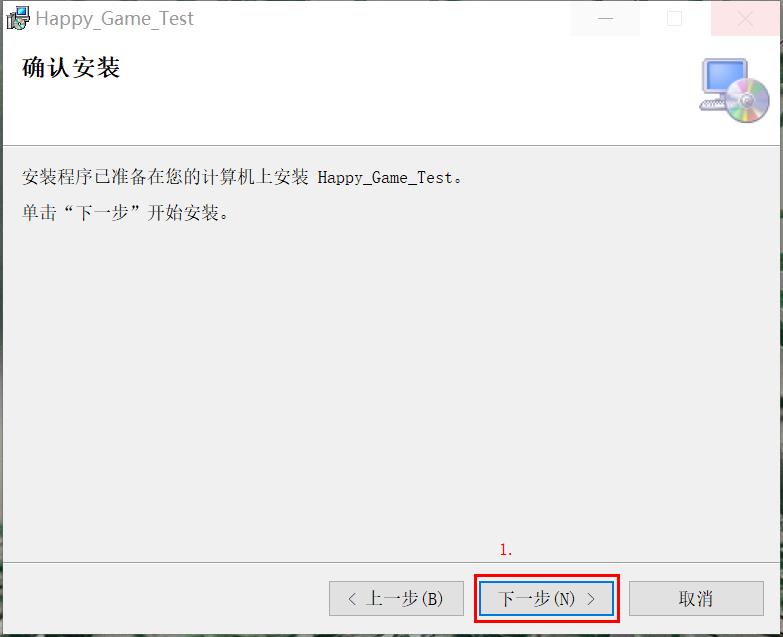 Happy_Game_Test
确认安装
安装程序已准备在您的计算机上安装 Happy_Game_Test。
单击“下一步”开始安装。
1.
< 上一步(B)
下一步(N) >
取消